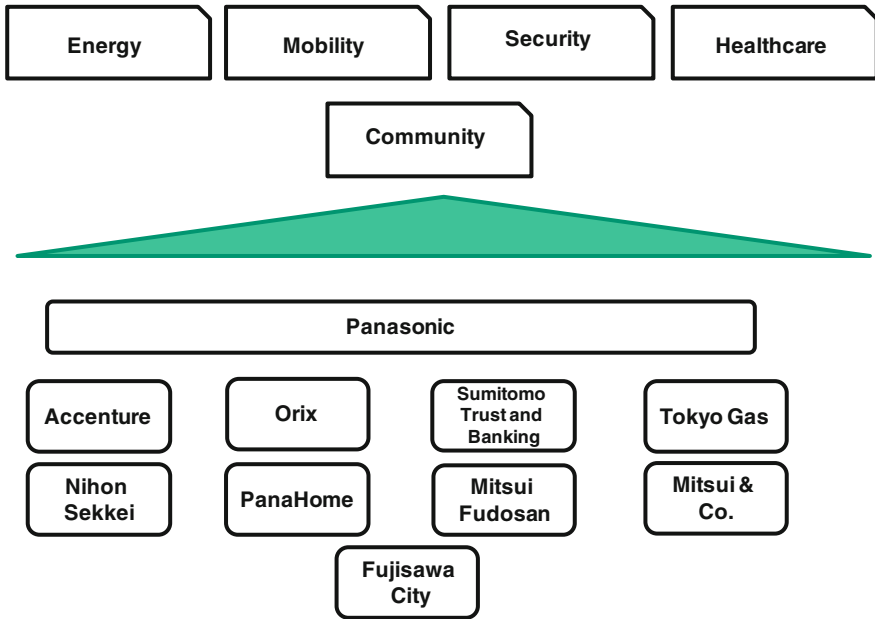 Energy
Mobility
Security
Healthcare
Community
Panasonic
Accenture
Orix
Sumitomo
Trust and
Banking
Tokyo Gas
Nihon
Sekkei
PanaHome
Mitsui
Fudosan
Mitsui &
Co.
Fujisawa
City